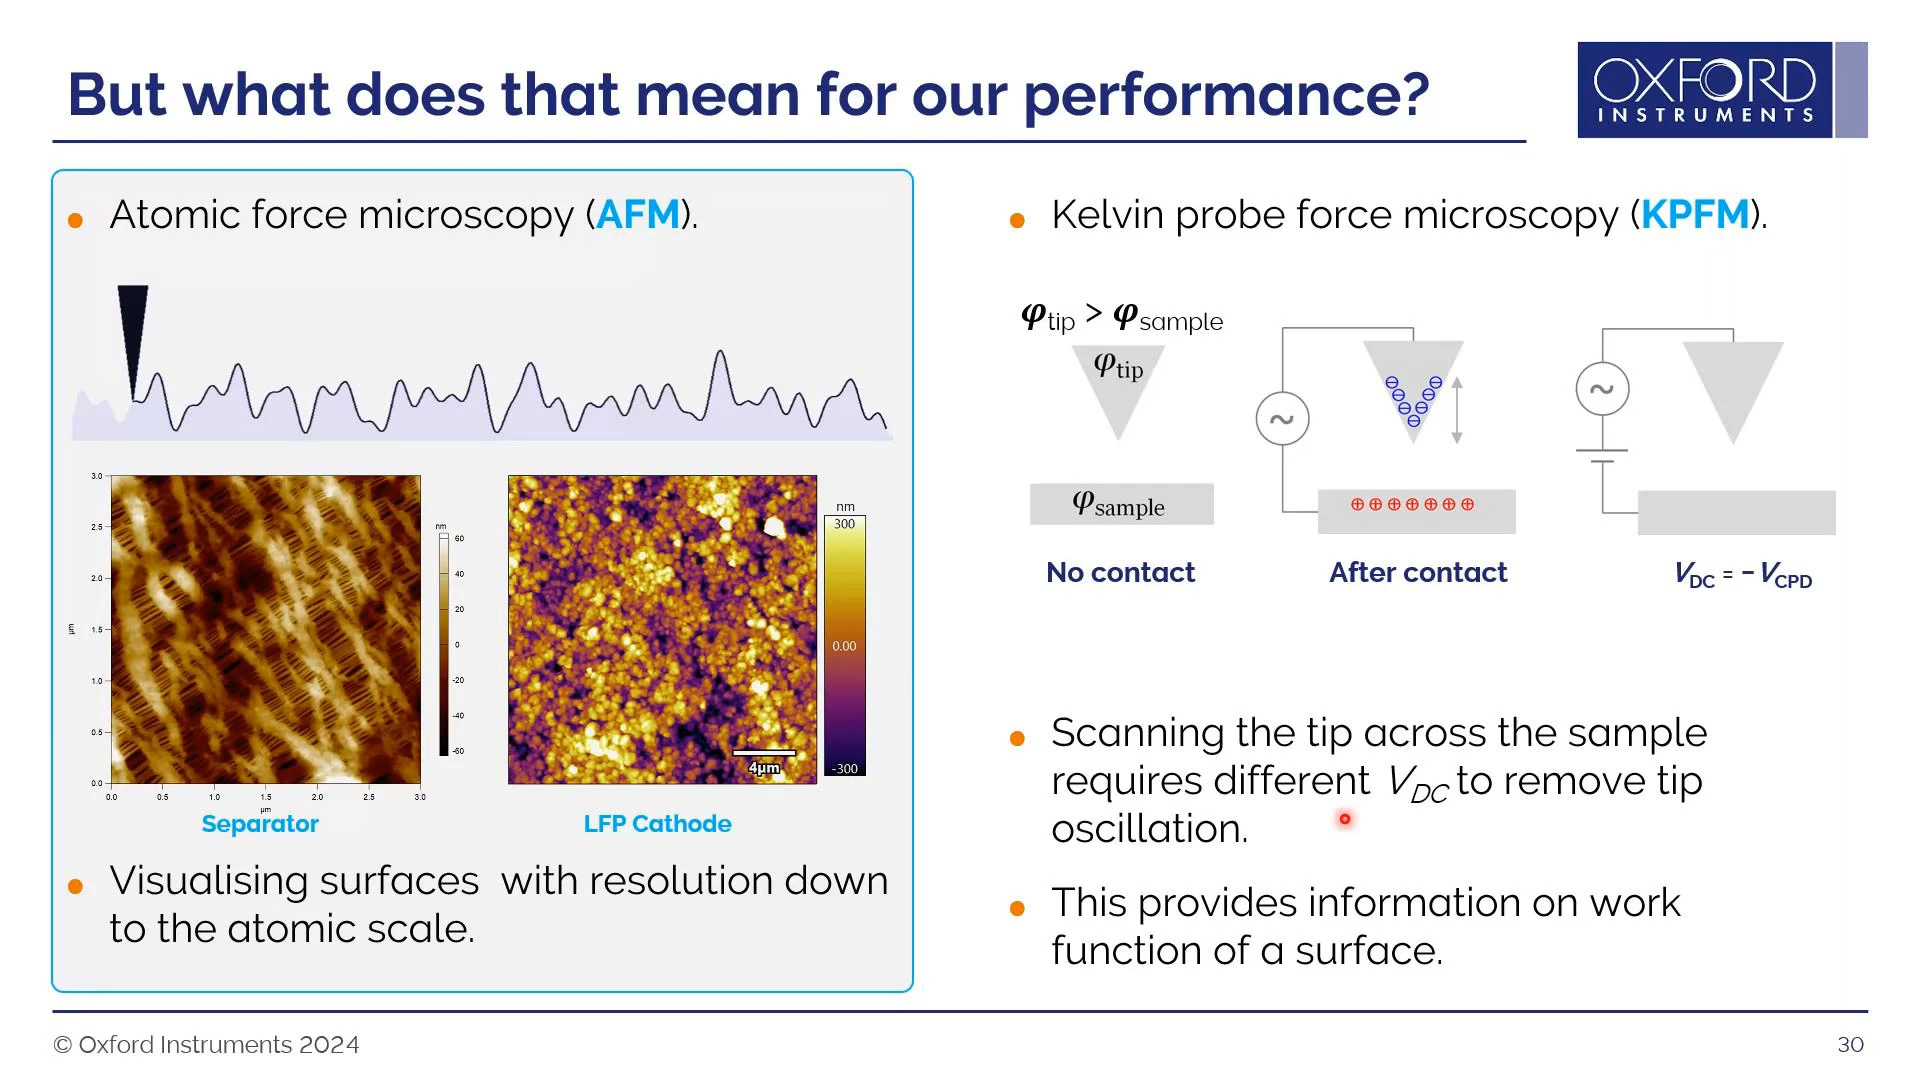 But what does that mean for our performance?
OXFORD
INSTRUMENTS
Atomic force microscopy (AFM).
3.0
2.5
2.0
1.5
1.0
0.5
0.0
µm
0.0 0.5 1.0 1.5 2.0 2.5 3.0
µm
nm
60
40
20
0
-20
-40
-60
Separator
4µm
nm
300
0.00
-300
LFP Cathode
Visualising surfaces with resolution down
to the atomic scale.
Kelvin probe force microscopy (KPFM).
φtip > φsample
φtip
φsample
No contact
~
⊖ ⊖ ⊖ ⊖ ⊖ ⊖ ⊖
⊕ ⊕ ⊕ ⊕ ⊕ ⊕ ⊕
After contact
~
VDC = −VCPD
Scanning the tip across the sample
requires different VDC to remove tip
oscillation.
This provides information on work
function of a surface.
© Oxford Instruments 2024
30